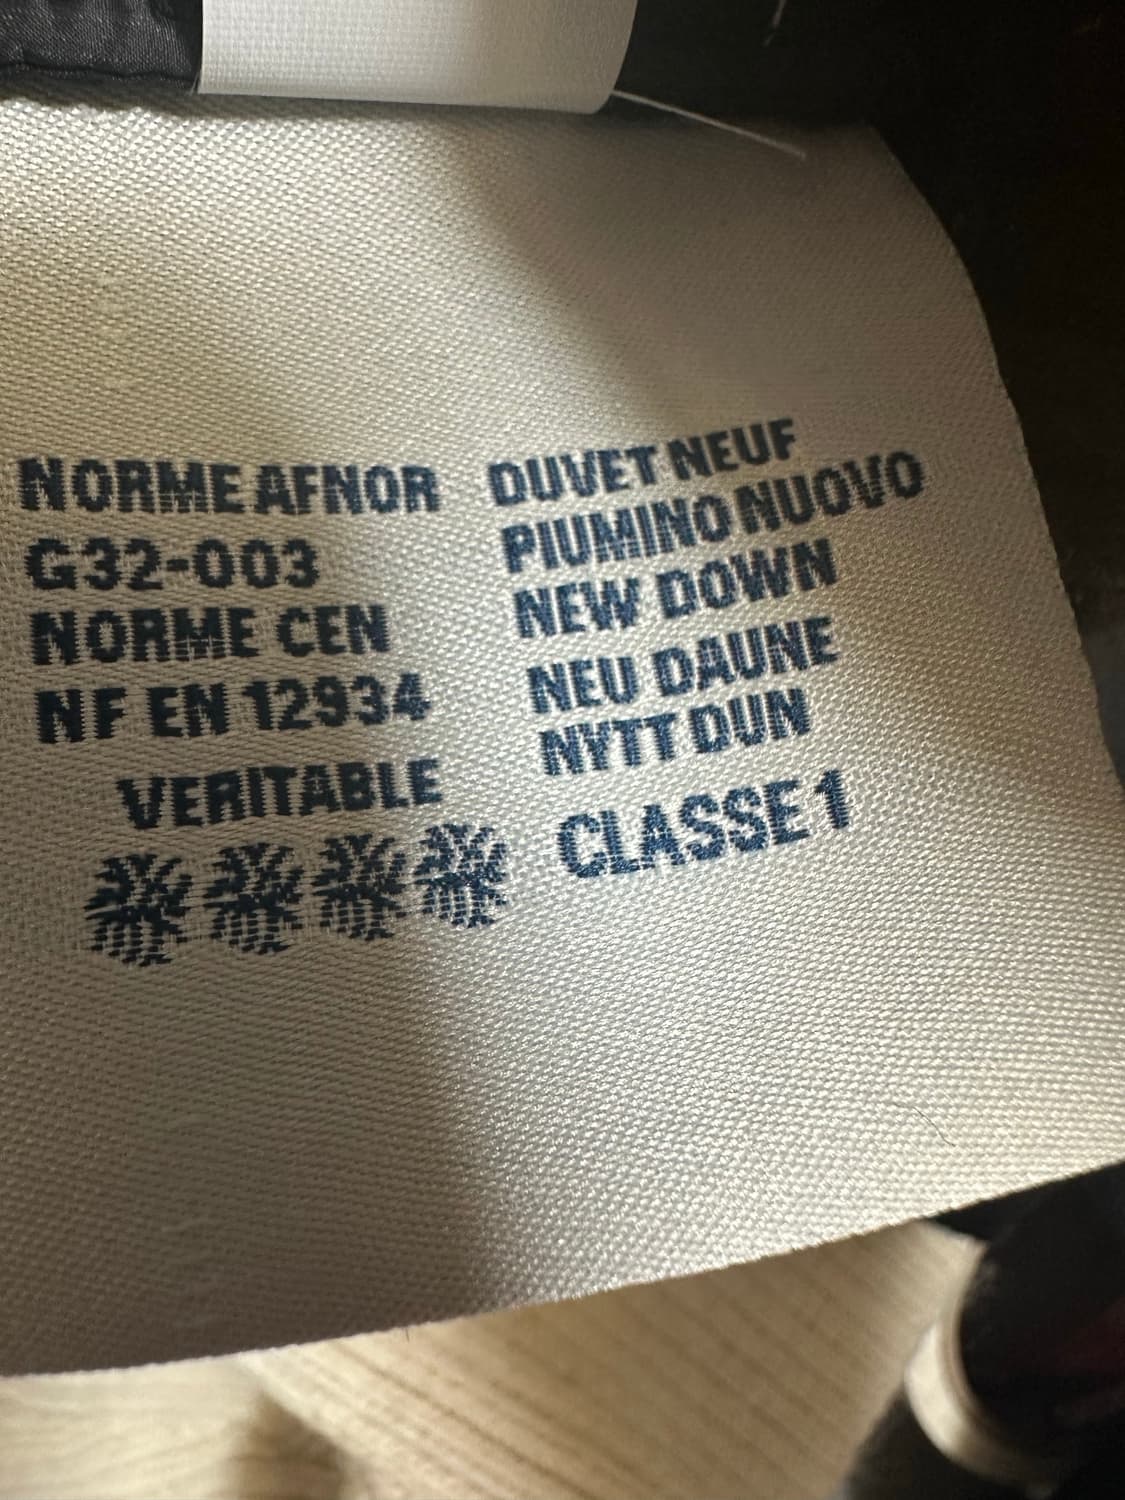 NORME AFNOR
G32-003
NORME CEN
NF EN 12934
VERITABLE
DUVET NEUF
PIUMINO NUOVO
NEW DOWN
NEU DAUNE
NYTT DUN
CLASSE 1